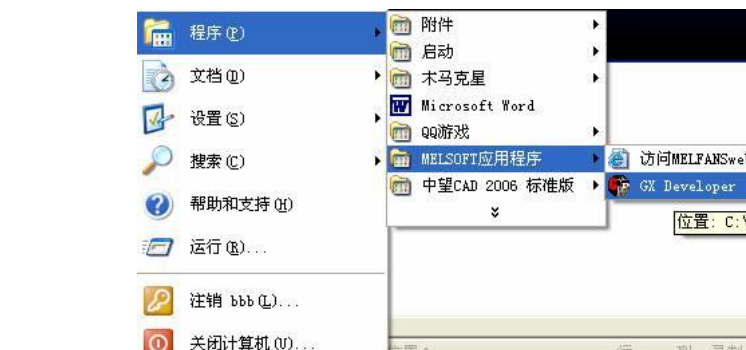 程序(P)
文档(D)
设置(S)
搜索(C)
帮助和支持(H)
运行(R)...
注销 bbb(L)...
关闭计算机(U)...
附件
启动
木马克星
Microsoft Word
QQ游戏
MELSOFT应用程序
中望CAD 2006 标准版
访问MELFANSwe
GX Developer
位置: C:\